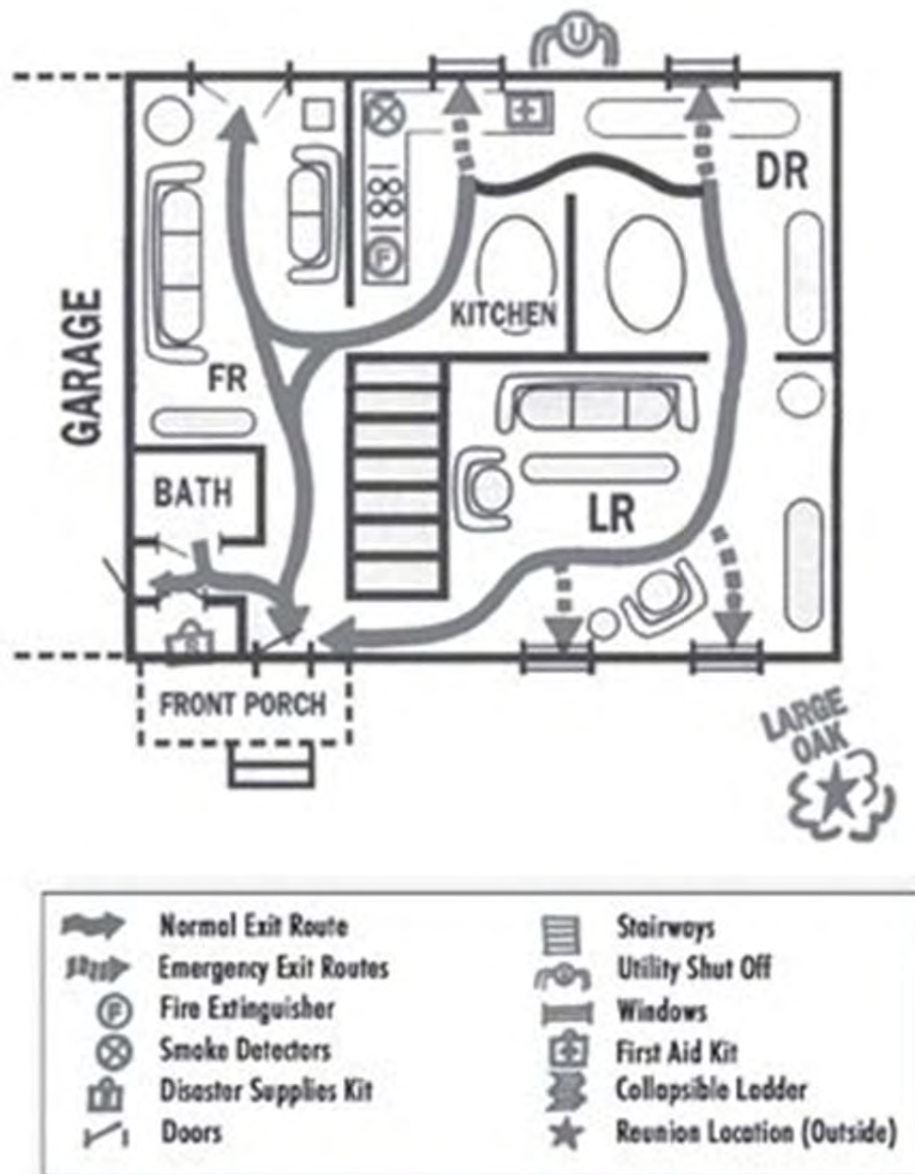 U
DR
F
KITCHEN
GARAGE
FR
BATH
LR
FRONT PORCH
LARGE
OAK
Normal Exit Route
Emergency Exit Routes
F Fire Extinguisher
Smoke Detectors
Disaster Supplies Kit
Doors
Stairways
U Utility Shut Off
Windows
First Aid Kit
Collapsible Ladder
Reunion Location (Outside)